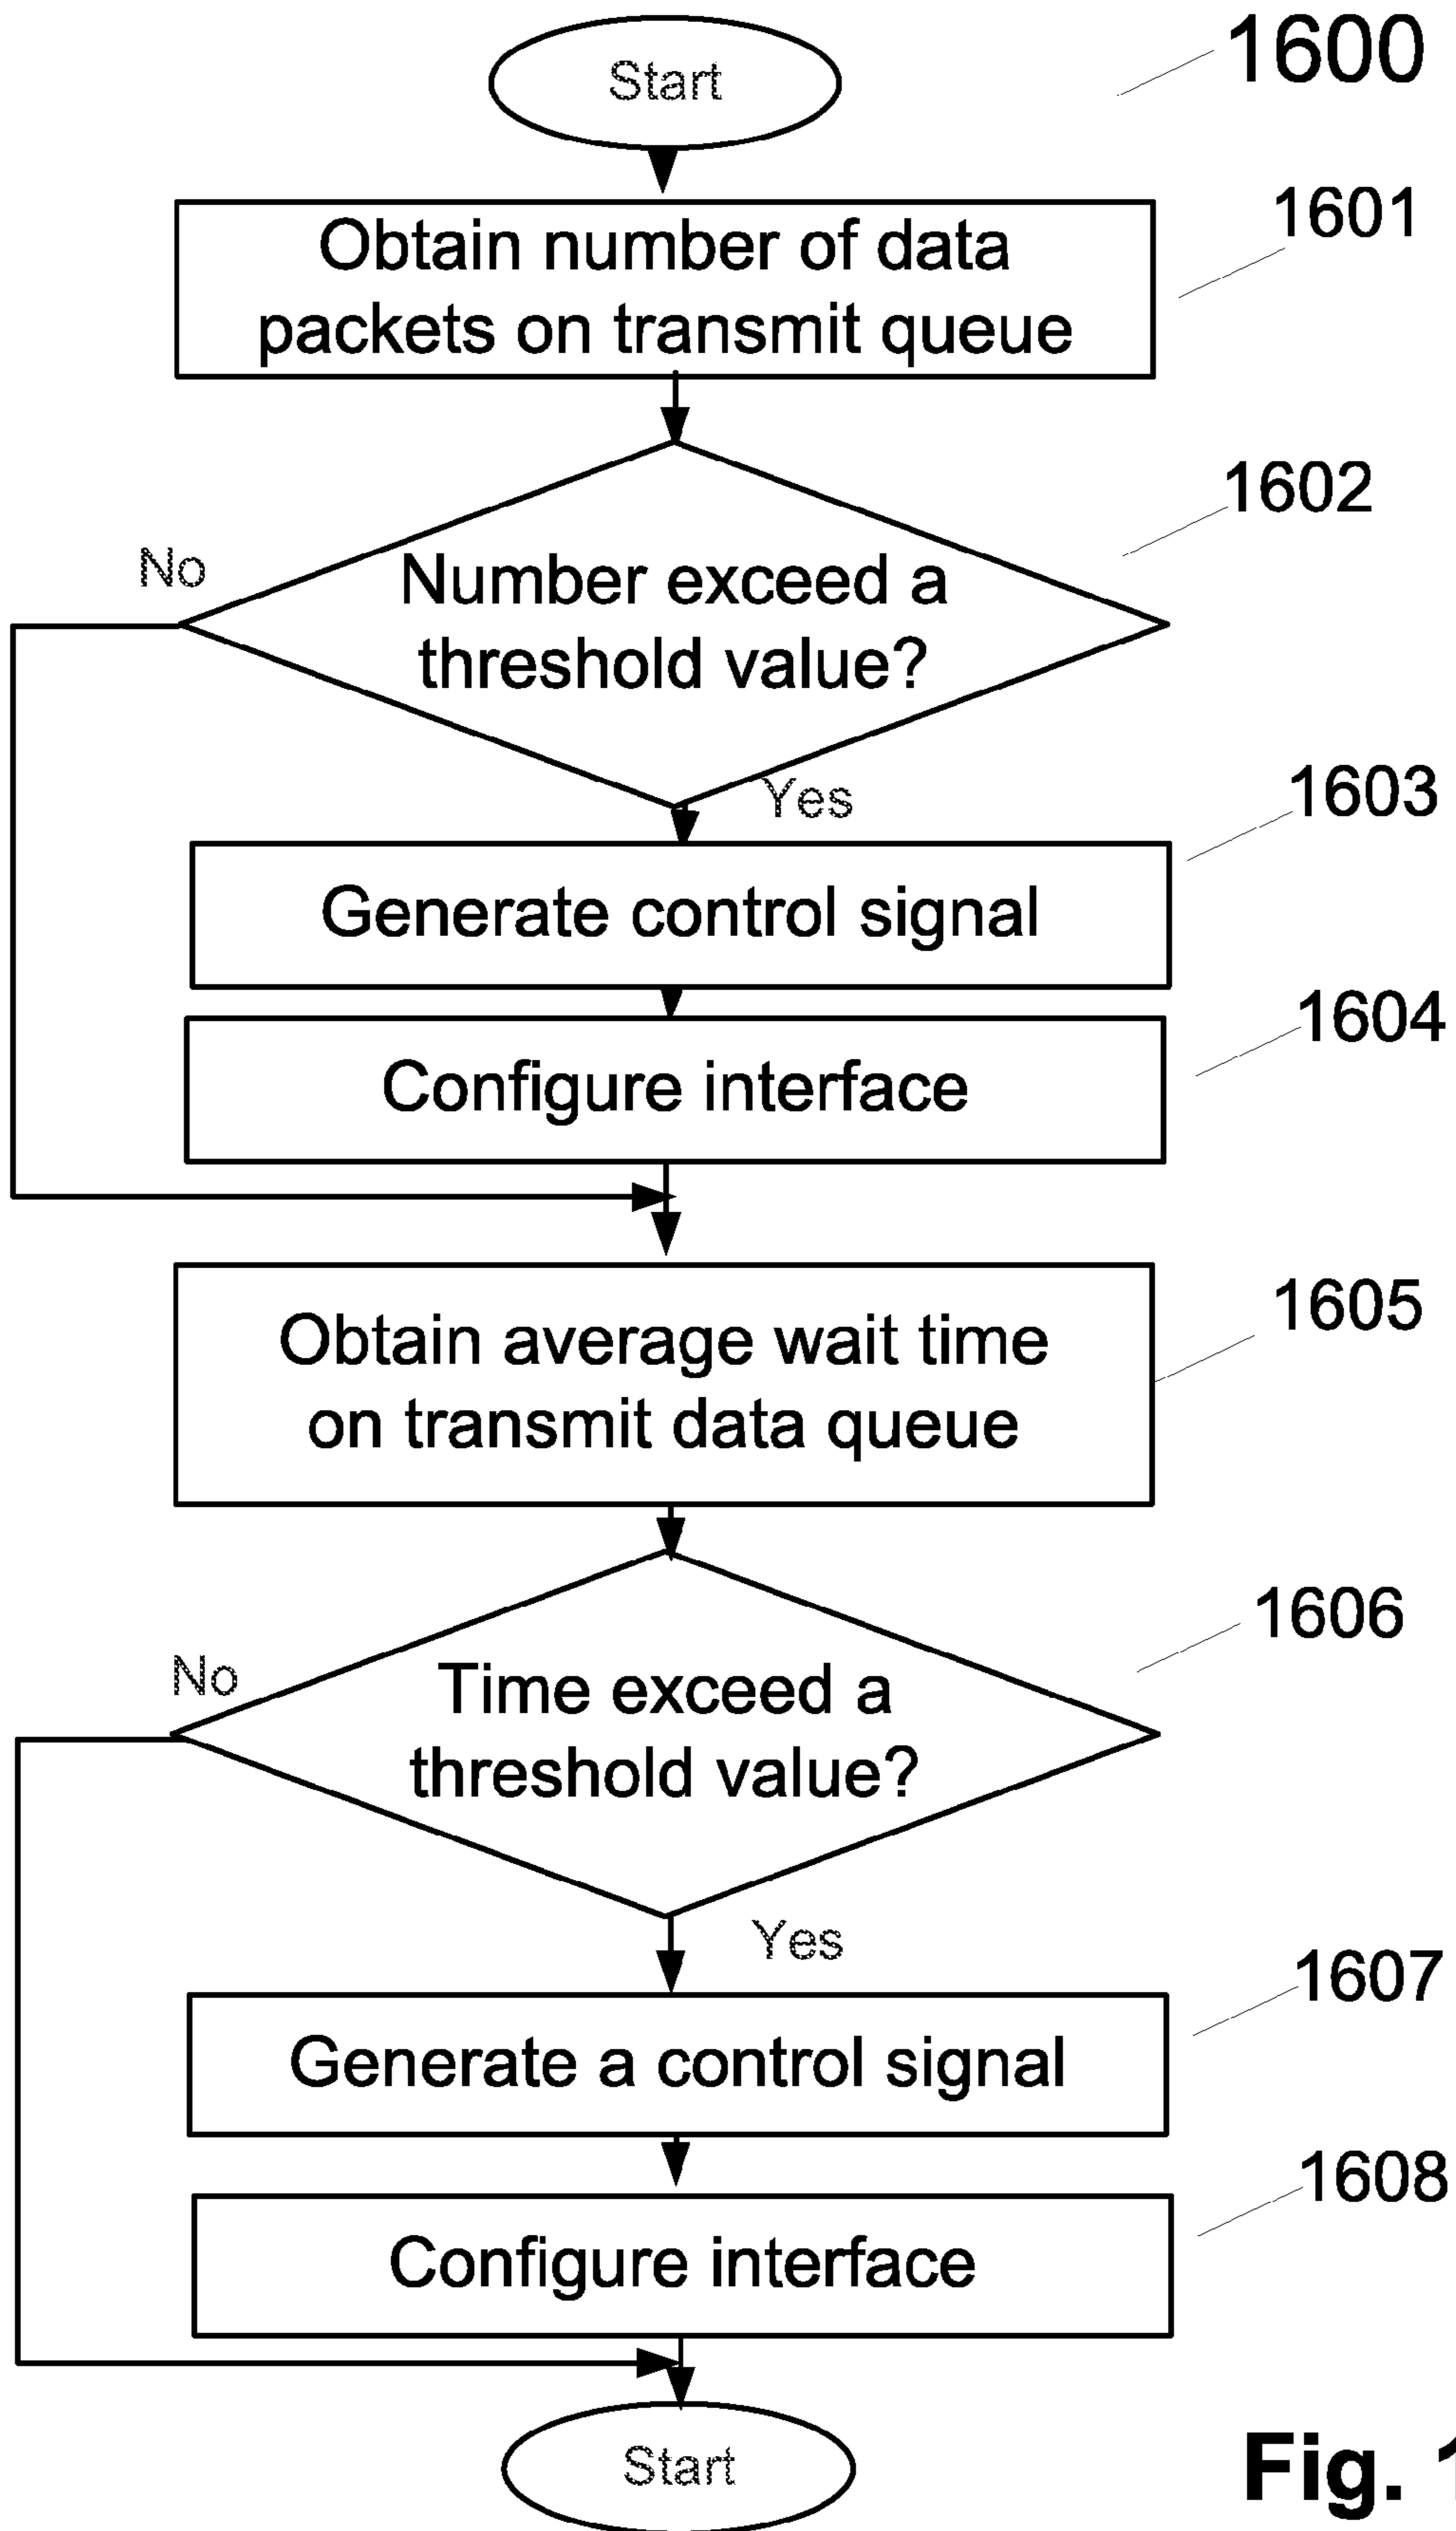 Start
1600
Obtain number of data
packets on transmit queue
1601
1602
No
Number exceed a
threshold value?
Yes
1603
Generate control signal
1604
Configure interface
1605
Obtain average wait time
on transmit data queue
1606
No
Time exceed a
threshold value?
Yes
1607
Generate a control signal
1608
Configure interface
Start
Fig.